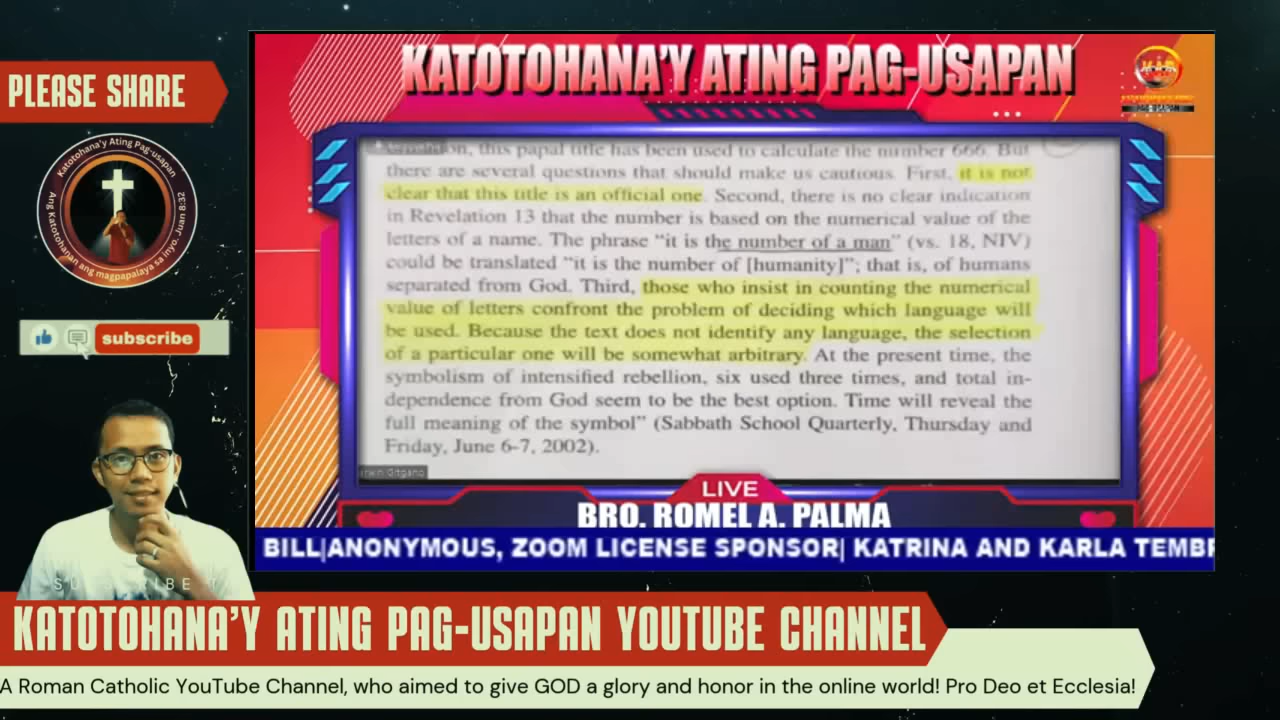 PLEASE SHARE
Katotohana'y Ating Pag-usapan
Ang Katotohanan ang magpapalaya sa inyo. Juan 8:32
subscribe
KATOTOHANA'Y ATING PAG-USAPAN
PAG-USAPAN
on, this papal title has been used to calculate the number 666. But
there are several questions that should make us cautious. First, it is not
clear that this title is an official one. Second, there is no clear indication
in Revelation 13 that the number is based on the numerical value of the
letters of a name. The phrase "it is the number of a man" (vs. 18, NIV)
could be translated "it is the number of [humanity]"; that is, of humans
separated from God. Third, those who insist in counting the numerical
value of letters confront the problem of deciding which language will
be used. Because the text does not identify any language, the selection
of a particular one will be somewhat arbitrary. At the present time, the
symbolism of intensified rebellion, six used three times, and total in-
dependence from God seem to be the best option. Time will reveal the
full meaning of the symbol" (Sabbath School Quarterly, Thursday and
Friday, June 6-7, 2002).
LIVE
BRO. ROMEL A. PALMA
BILL|ANONYMOUS, ZOOM LICENSE SPONSOR| KATRINA AND KARLA TEMBR
SUBSCRIBE T
KATOTOHANA'Y ATING PAG-USAPAN YOUTUBE CHANNEL
A Roman Catholic YouTube Channel, who aimed to give GOD a glory and honor in the online world! Pro Deo et Ecclesia!